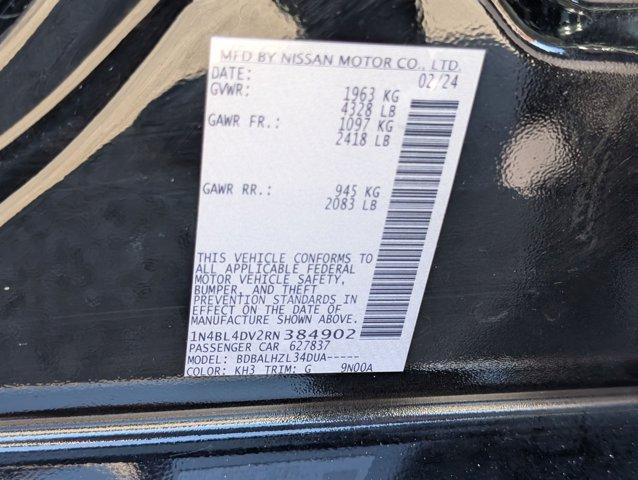 MFD BY NISSAN MOTOR CO., LTD.
DATE: 02/24
GVWR: 1963 KG
4328 LB
GAWR FR.: 1097 KG
2418 LB
GAWR RR.: 945 KG
2083 LB
THIS VEHICLE CONFORMS TO
ALL APPLICABLE FEDERAL
MOTOR VEHICLE SAFETY,
BUMPER, AND THEFT
PREVENTION STANDARDS IN
EFFECT ON THE DATE OF
MANUFACTURE SHOWN ABOVE.
1N4BL4DV2RN384902
PASSENGER CAR 627837
MODEL: BDBALHZL34DUA-----
COLOR: KH3 TRIM: G 9N00A